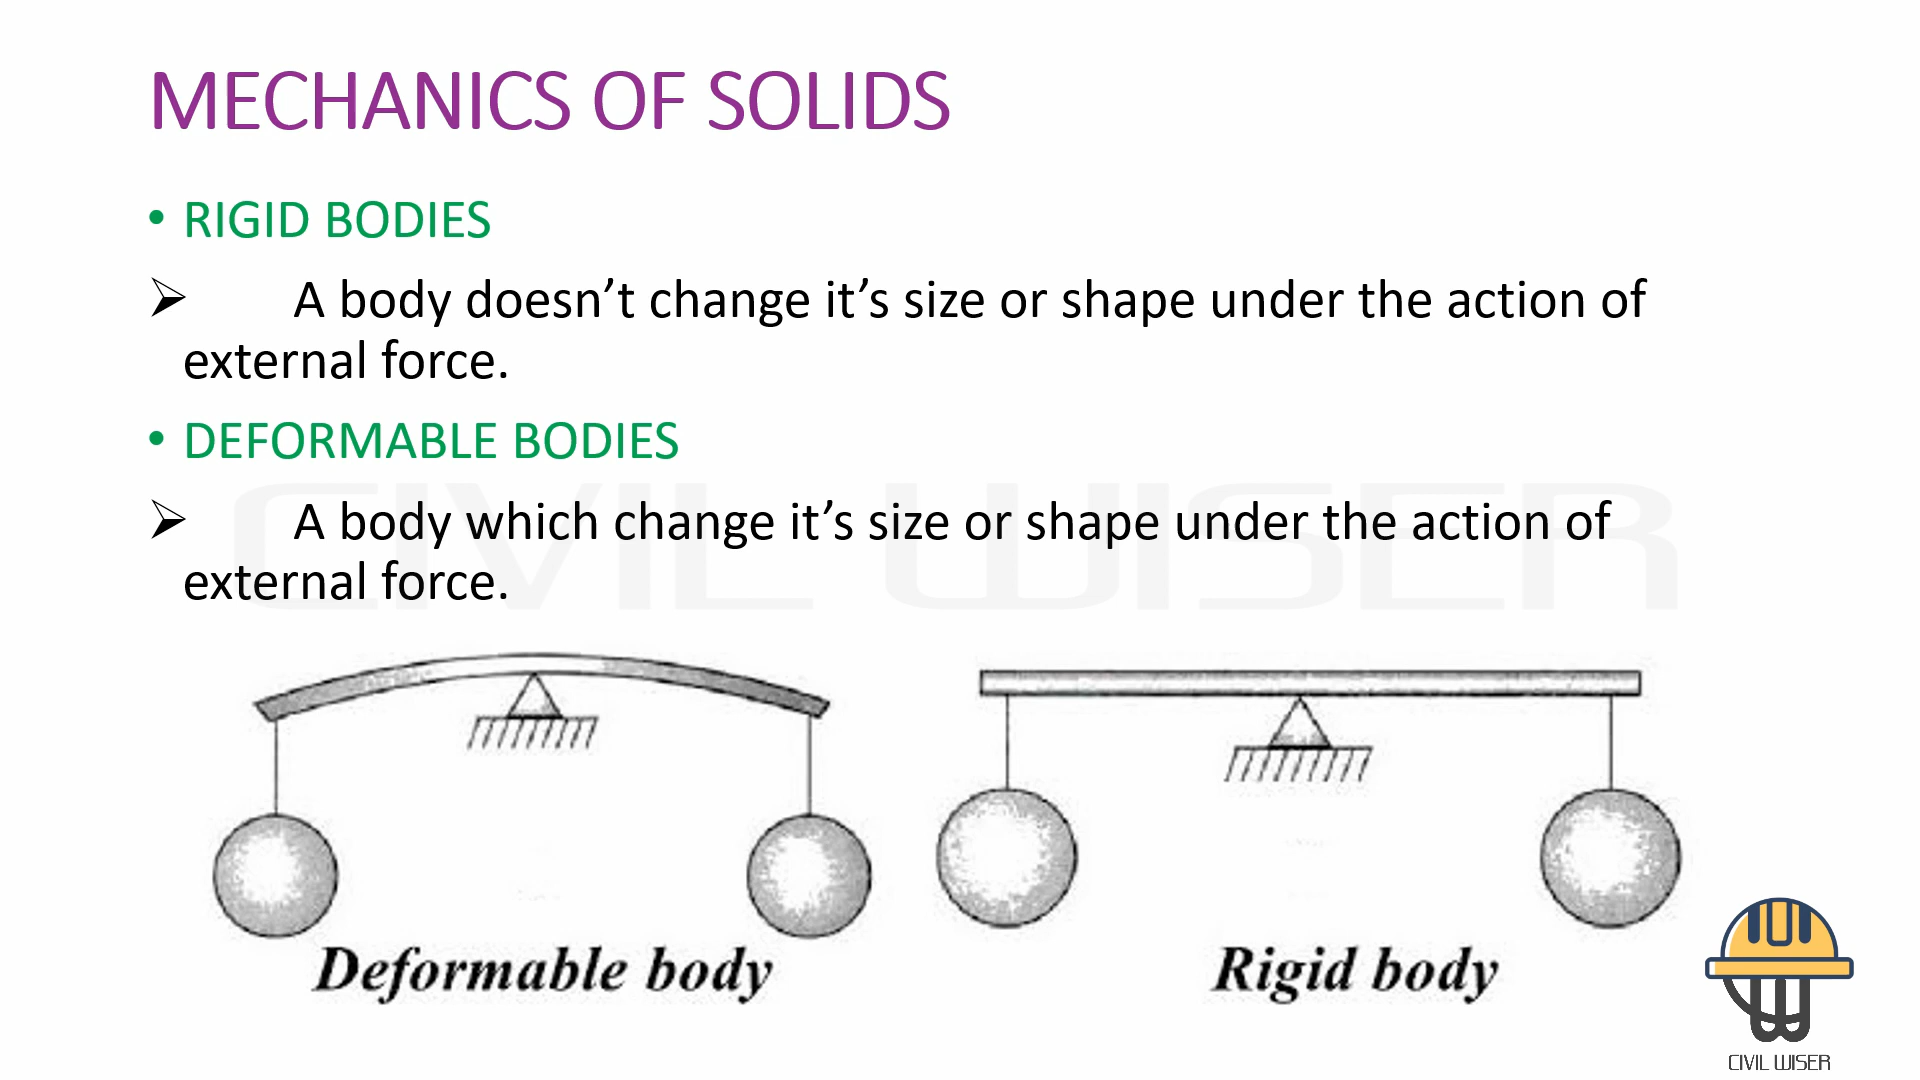 MECHANICS OF SOLIDS
• RIGID BODIES
➢ A body doesn’t change it’s size or shape under the action of
external force.
• DEFORMABLE BODIES
➢ A body which change it’s size or shape under the action of
external force.
CIVIL WISER
Deformable body
Rigid body
CIVIL WISER